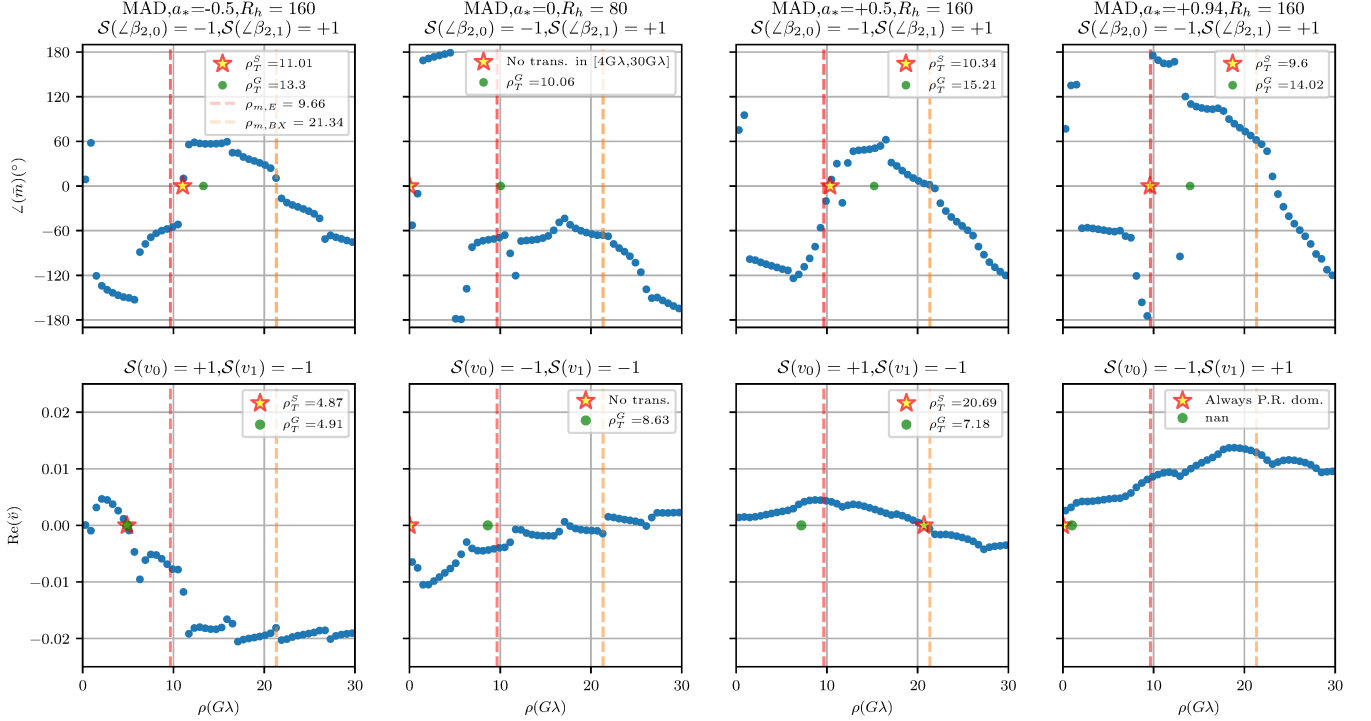 MAD,a_*=-0.5,R_h = 160
S(∠β_{2,0}) = −1,S(∠β_{2,1}) = +1
MAD,a_*=0,R_h = 80
S(∠β_{2,0}) = −1,S(∠β_{2,1}) = +1
MAD,a_*=+0.5,R_h = 160
S(∠β_{2,0}) = −1,S(∠β_{2,1}) = +1
MAD,a_*=+0.94,R_h = 160
S(∠β_{2,0}) = −1,S(∠β_{2,1}) = +1
∠(m̆)(°)
180
120
60
0
−60
−120
−180
ρ_T^S =11.01
ρ_T^G =13.3
ρ_{m,E} = 9.66
ρ_{m,BX} = 21.34
No trans. in [4Gλ,30Gλ]
ρ_T^G =10.06
ρ_T^S =10.34
ρ_T^G =15.21
ρ_T^S =9.6
ρ_T^G =14.02
S(v_0) = +1,S(v_1) = −1
S(v_0) = −1,S(v_1) = −1
S(v_0) = +1,S(v_1) = −1
S(v_0) = −1,S(v_1) = +1
Re(v̆)
0.02
0.01
0.00
−0.01
−0.02
ρ_T^S =4.87
ρ_T^G =4.91
No trans.
ρ_T^G =8.63
ρ_T^S =20.69
ρ_T^G =7.18
Always P.R. dom.
nan
0 10 20 30
0 10 20 30
0 10 20 30
0 10 20 30
ρ(Gλ)
ρ(Gλ)
ρ(Gλ)
ρ(Gλ)